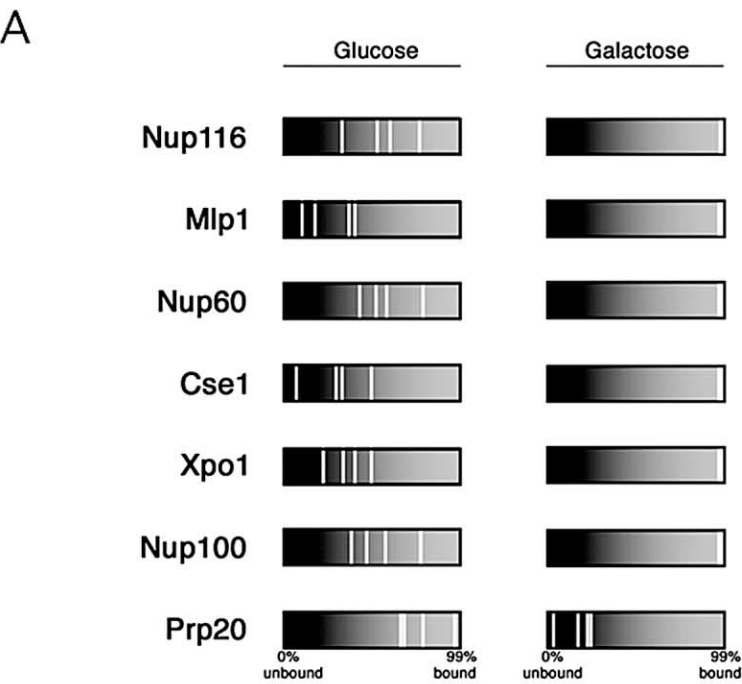 A
Glucose Galactose
Nup116
Mlp1
Nup60
Cse1
Xpo1
Nup100
Prp20
0% 99% 0% 99%
unbound bound unbound bound